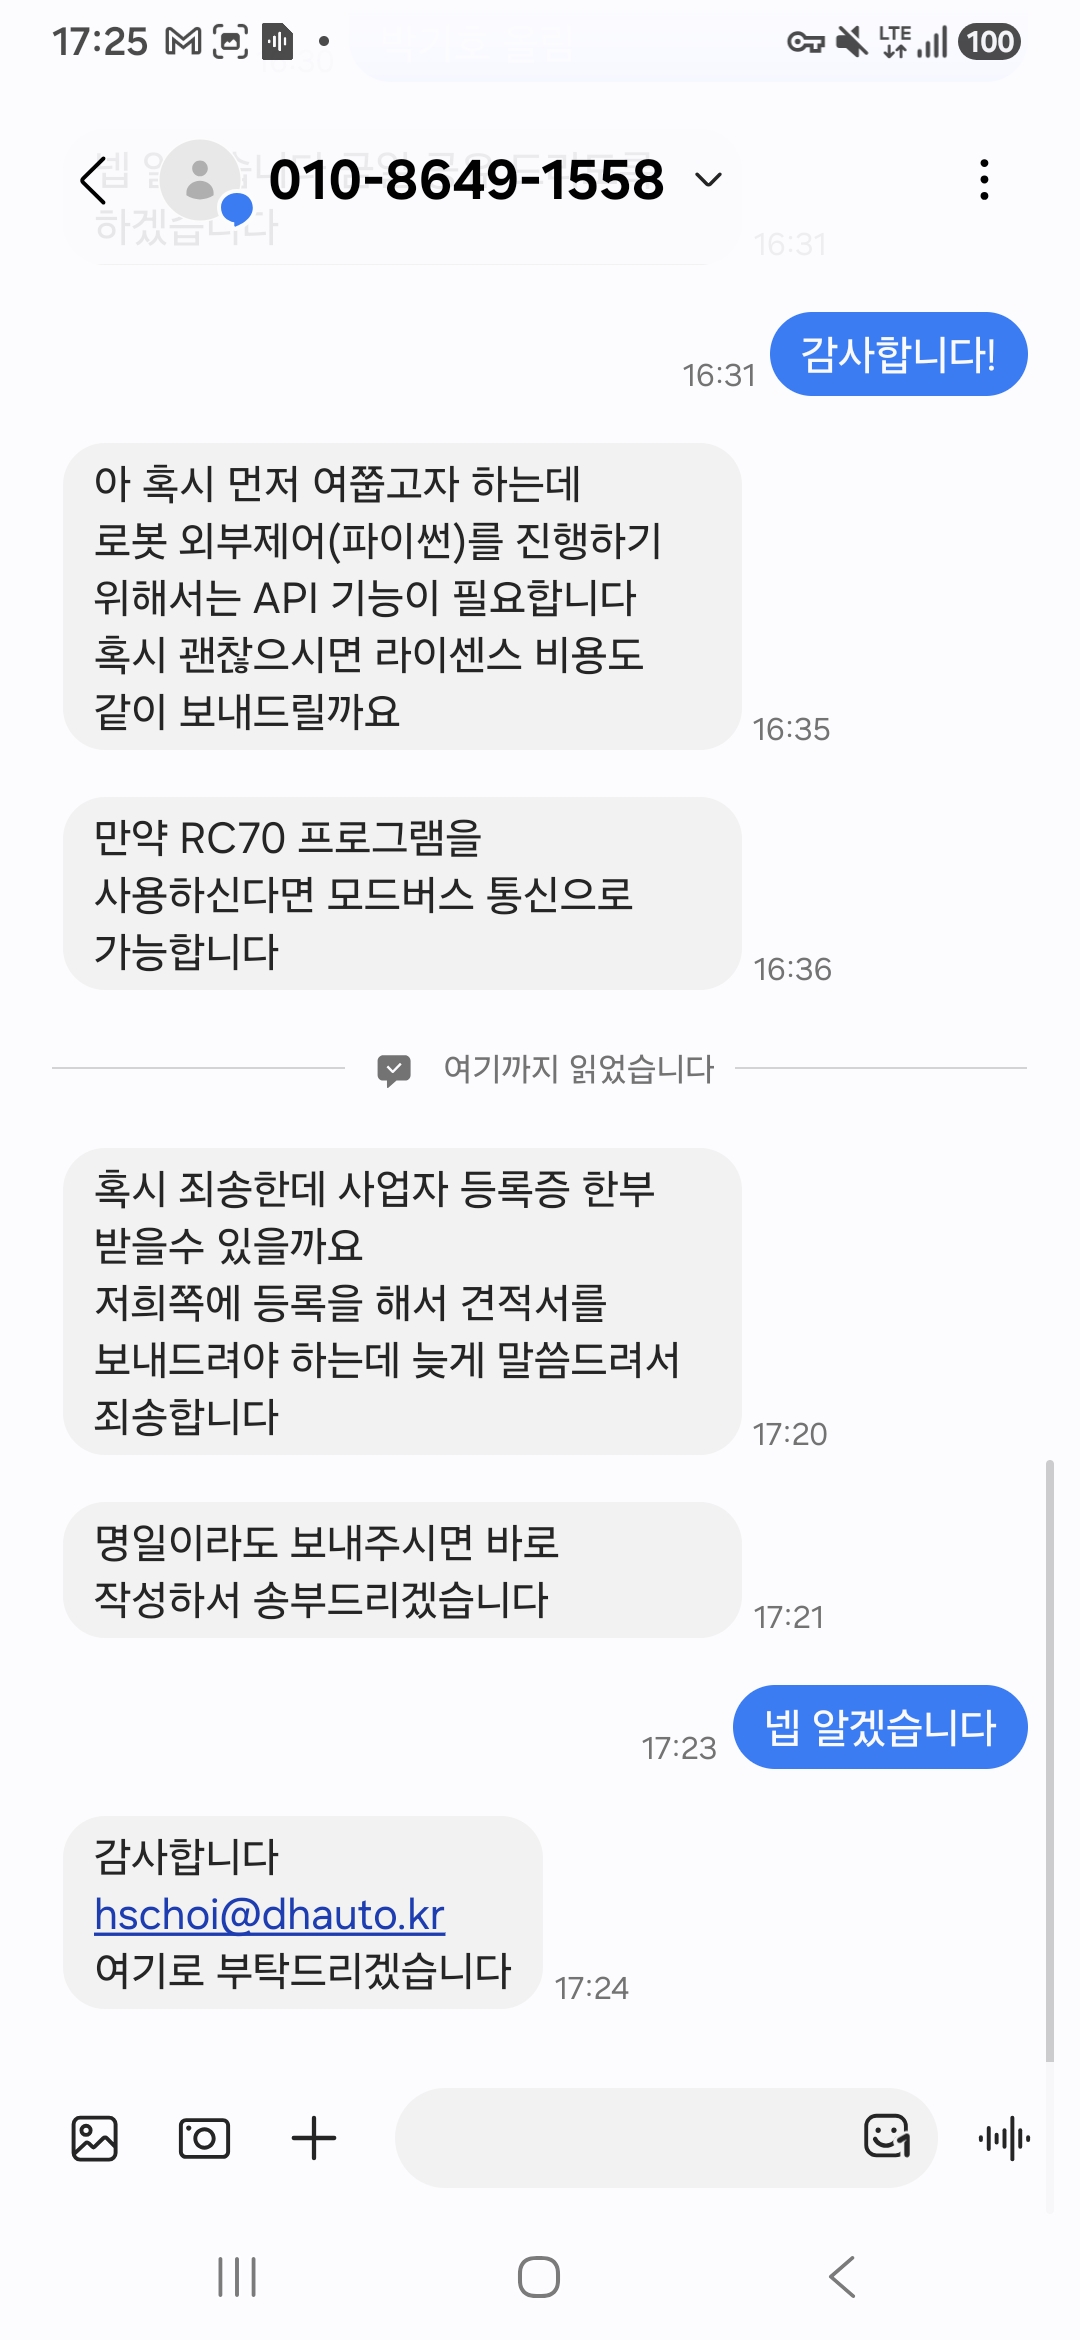 17:25
LTE
100
010-8649-1558
하겠습니다
16:31
감사합니다!
16:31
아 혹시 먼저 여쭙고자 하는데
로봇 외부제어(파이썬)를 진행하기
위해서는 API 기능이 필요합니다
혹시 괜찮으시면 라이센스 비용도
같이 보내드릴까요
16:35
만약 RC70 프로그램을
사용하신다면 모드버스 통신으로
가능합니다
16:36
여기까지 읽었습니다
혹시 죄송한데 사업자 등록증 한부
받을수 있을까요
저희쪽에 등록을 해서 견적서를
보내드려야 하는데 늦게 말씀드려서
죄송합니다
17:20
명일이라도 보내주시면 바로
작성하서 송부드리겠습니다
17:21
넵 알겠습니다
17:23
감사합니다
hschoi@dhauto.kr
여기로 부탁드리겠습니다
17:24